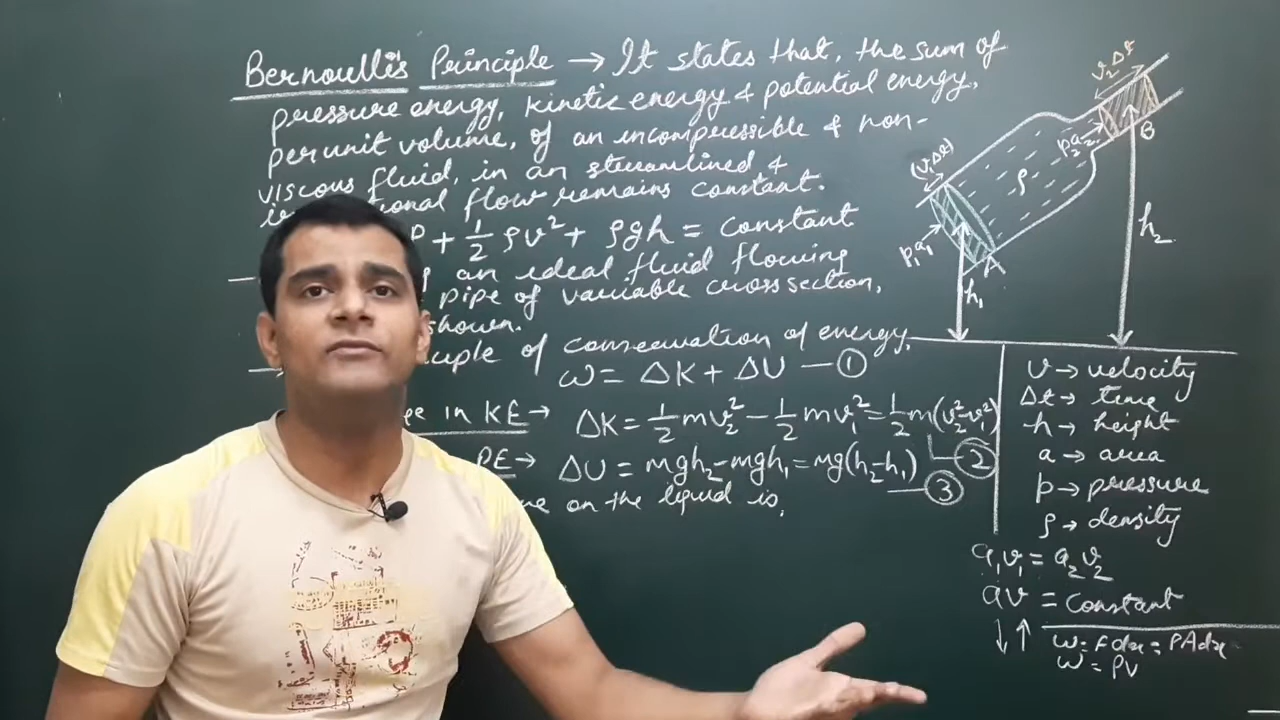 Bernoulli's Principle → It states that, the sum of
pressure energy, kinetic energy & potential energy,
per unit volume, of an incompressible & non-
viscous fluid, in an streamlined &
flow remains constant.
P + 1/2 ρv² + ρgh = constant
an ideal fluid flowing
pipe of variable cross section,
shown.
of conservation of energy.
W = ΔK + ΔU — ①
in KE → ΔK = 1/2 mv₂² - 1/2 mv₁² = 1/2 m(v₂² - v₁²) — ②
PE → ΔU = mgh₂ - mgh₁ = mg(h₂ - h₁) — ③
on the liquid is,
v₂Δt
B
p₂a₂
(v₁Δt)
ρ
p₁a₁
A
h₁
h₂
v → velocity
Δt → time
h → height
a → area
p → pressure
ρ → density
a₁v₁ = a₂v₂
av = constant
↓ ↑
W = F dx = PA dx
W = PV